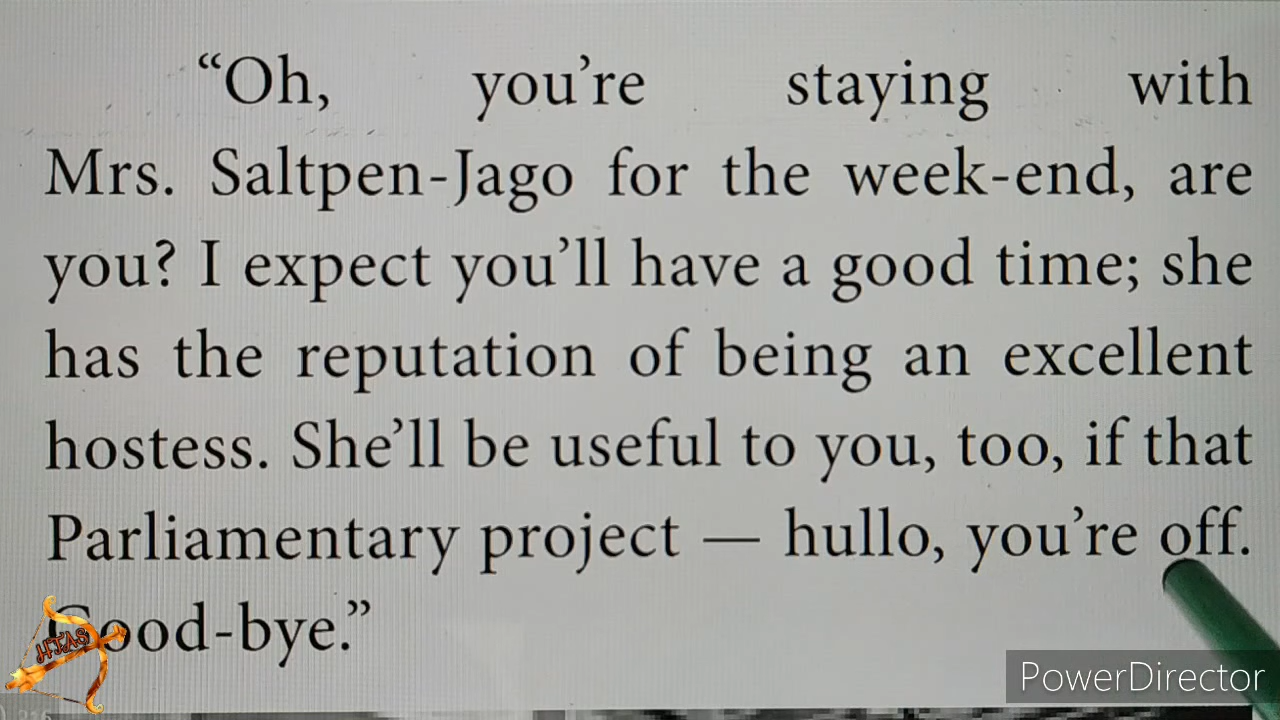 “Oh, you’re staying with
Mrs. Saltpen-Jago for the week-end, are
you? I expect you’ll have a good time; she
has the reputation of being an excellent
hostess. She’ll be useful to you, too, if that
Parliamentary project — hullo, you’re off.
Good-bye.”
HTAS
PowerDirector